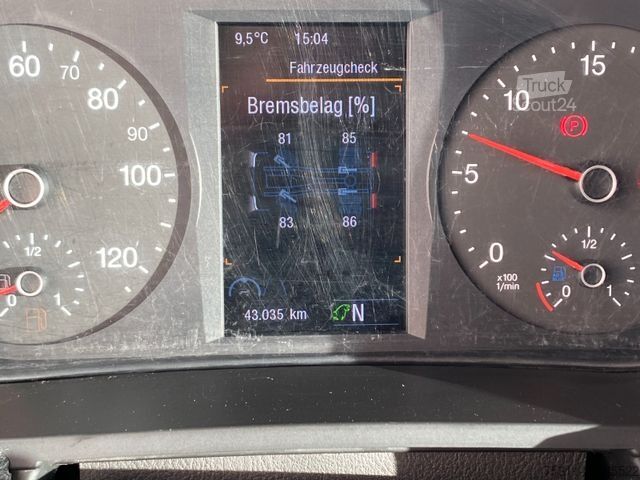 9,5°C 15:04
Fahrzeugcheck
Bremsbelag [%]
81 85
83 86
43.035 km N
60 70 80 90 100 120
0 1/2 1
0 5 10 15
x100
1/min
P
0 1/2 1
Truck
Scout24